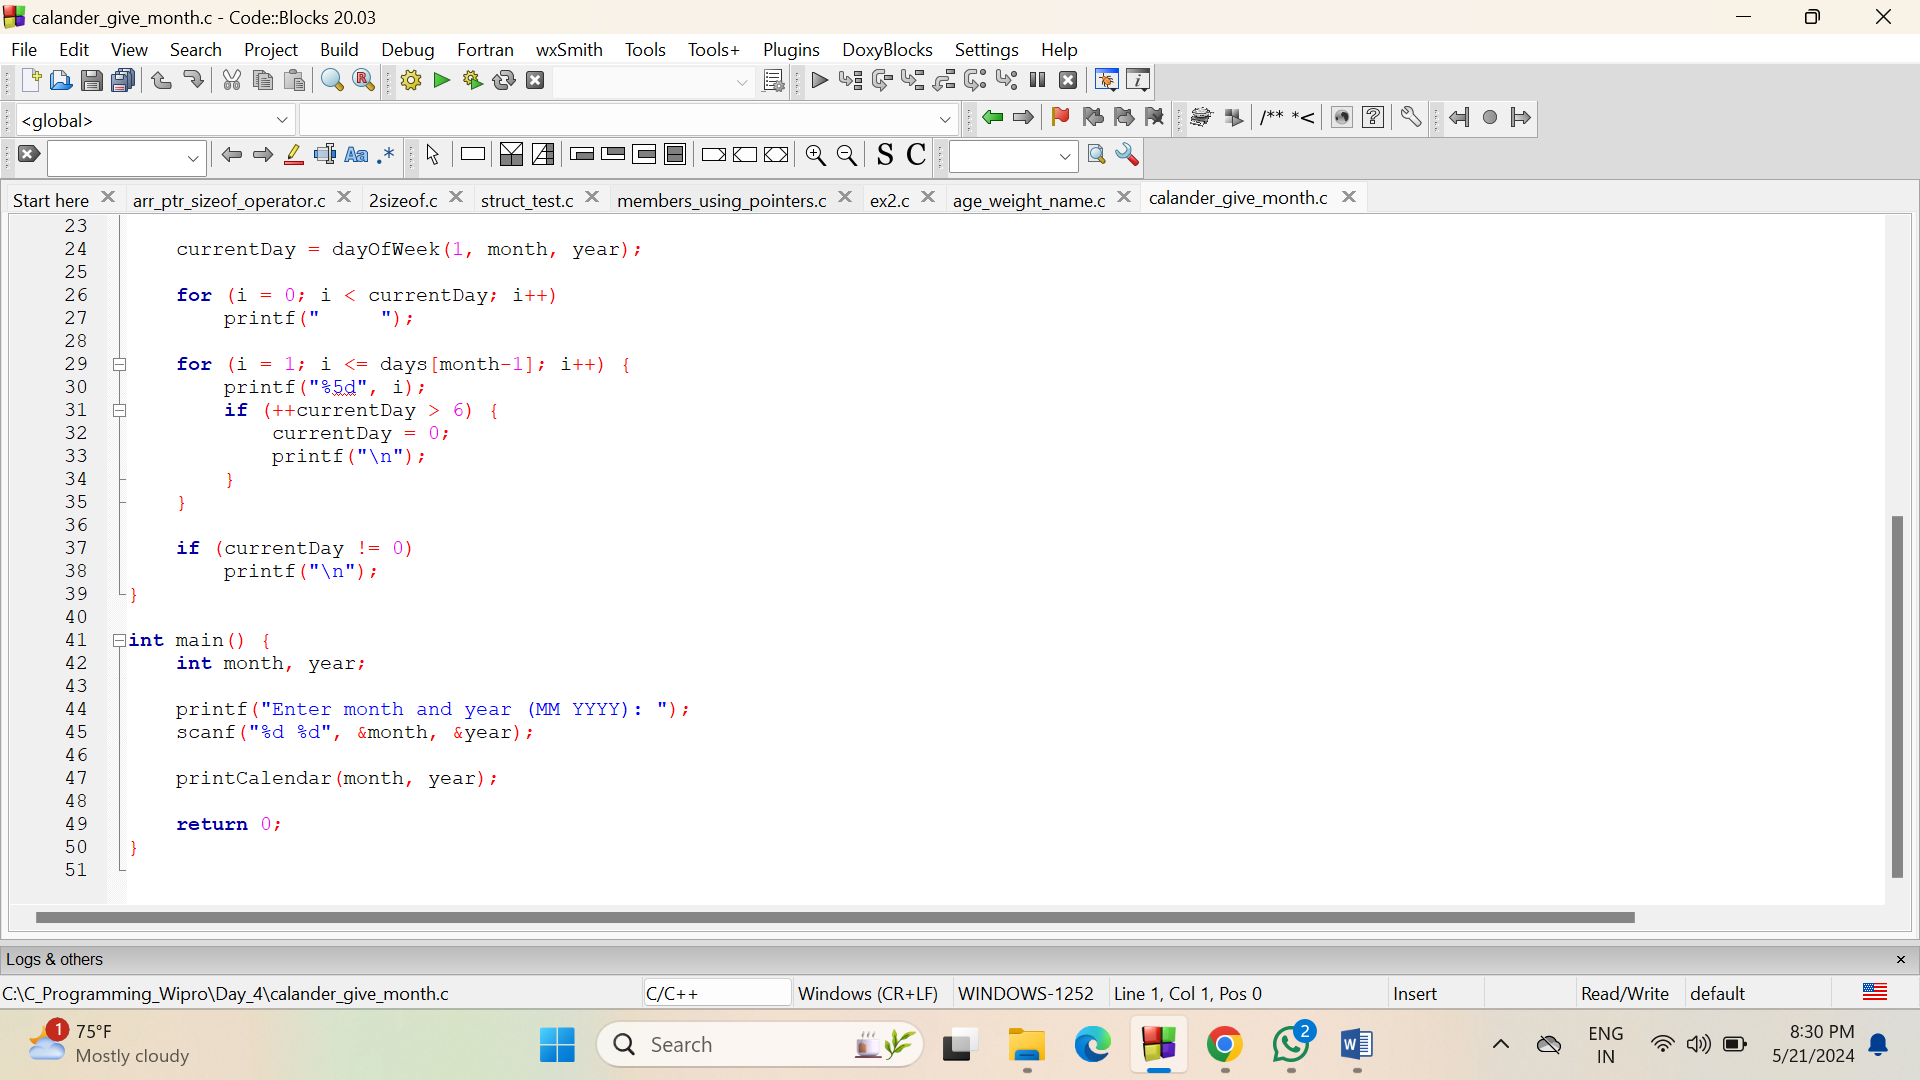 calander_give_month.c - Code::Blocks 20.03
File Edit View Search Project Build Debug Fortran wxSmith Tools Tools+ Plugins DoxyBlocks Settings Help
<global>
/** *<
Aa .* S C
Start here arr_ptr_sizeof_operator.c 2sizeof.c struct_test.c members_using_pointers.c ex2.c age_weight_name.c calander_give_month.c
23
24 currentDay = dayOfWeek(1, month, year);
25
26 for (i = 0; i < currentDay; i++)
27 printf("     ");
28
29 for (i = 1; i <= days[month-1]; i++) {
30 printf("%5d", i);
31 if (++currentDay > 6) {
32 currentDay = 0;
33 printf("\n");
34 }
35 }
36
37 if (currentDay != 0)
38 printf("\n");
39 }
40
41 int main() {
42 int month, year;
43
44 printf("Enter month and year (MM YYYY): ");
45 scanf("%d %d", &month, &year);
46
47 printCalendar(month, year);
48
49 return 0;
50 }
51
Logs & others
C:\C_Programming_Wipro\Day_4\calander_give_month.c C/C++ Windows (CR+LF) WINDOWS-1252 Line 1, Col 1, Pos 0 Insert Read/Write default
1 75°F
Mostly cloudy
Search
2
ENG
IN
8:30 PM
5/21/2024